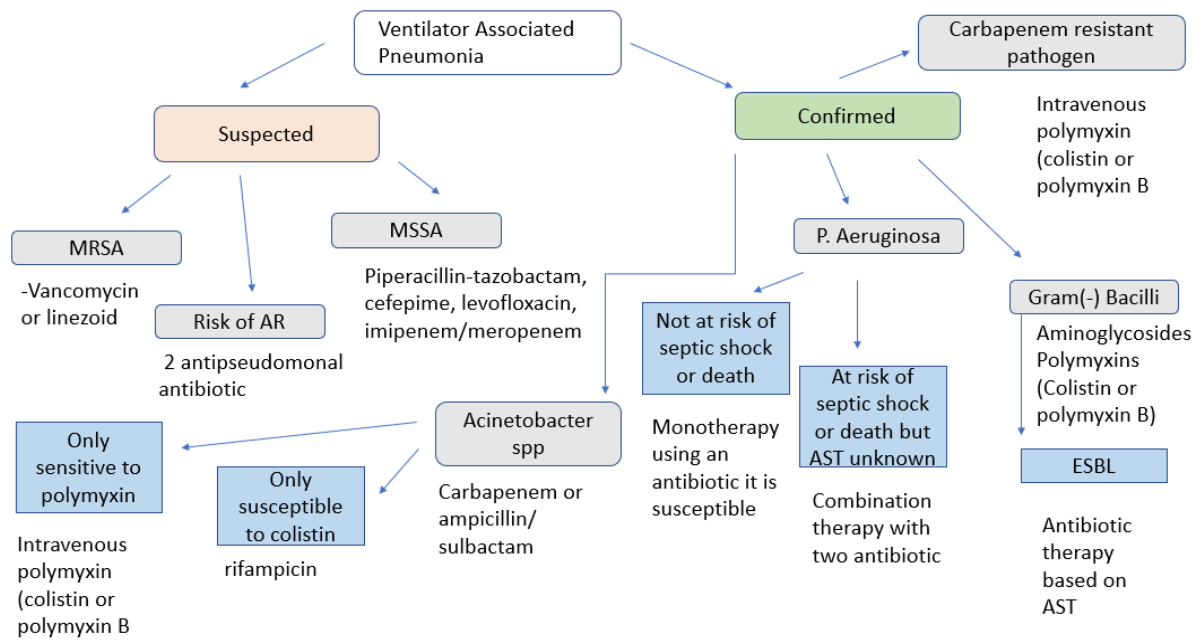 Ventilator Associated
Pneumonia
Carbapenem resistant
pathogen
Suspected
Confirmed
Intravenous
polymyxin
(colistin or
polymyxin B
MRSA
-Vancomycin
or linezoid
Risk of AR
2 antipseudomonal
antibiotic
MSSA
Piperacillin-tazobactam,
cefepime, levofloxacin,
imipenem/meropenem
P. Aeruginosa
Gram(-) Bacilli
Aminoglycosides
Polymyxins
(Colistin or
polymyxin B)
Not at risk of
septic shock
or death
Monotherapy
using an
antibiotic it is
susceptible
At risk of
septic shock
or death but
AST unknown
Combination
therapy with
two antibiotic
ESBL
Antibiotic
therapy
based on
AST
Acinetobacter
spp
Carbapenem or
ampicillin/
sulbactam
Only
sensitive to
polymyxin
Intravenous
polymyxin
(colistin or
polymyxin B
Only
susceptible
to colistin
rifampicin